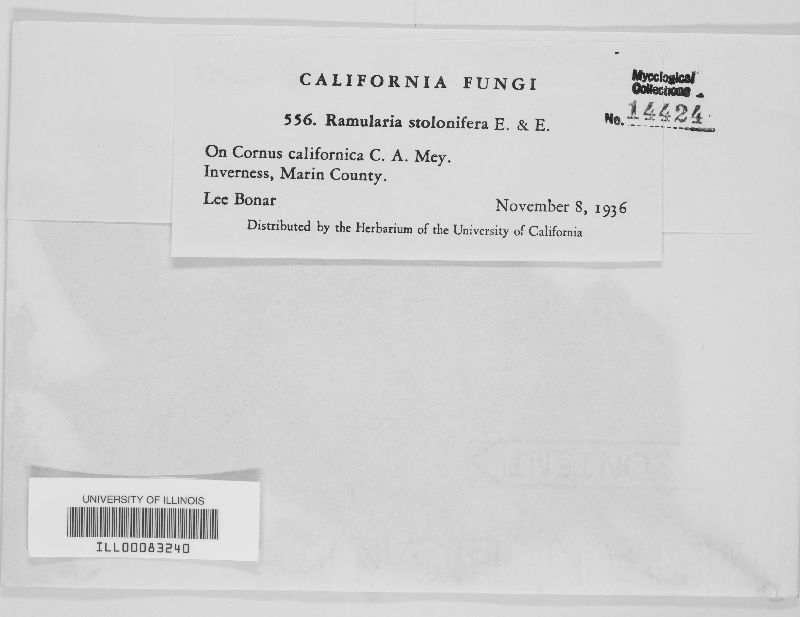 CALIFORNIA FUNGI
Mycological
Collections
No. 14424
556. Ramularia stolonifera E. & E.
On Cornus californica C. A. Mey.
Inverness, Marin County.
Lee Bonar
November 8, 1936
Distributed by the Herbarium of the University of California
UNIVERSITY OF ILLINOIS
ILL00083240